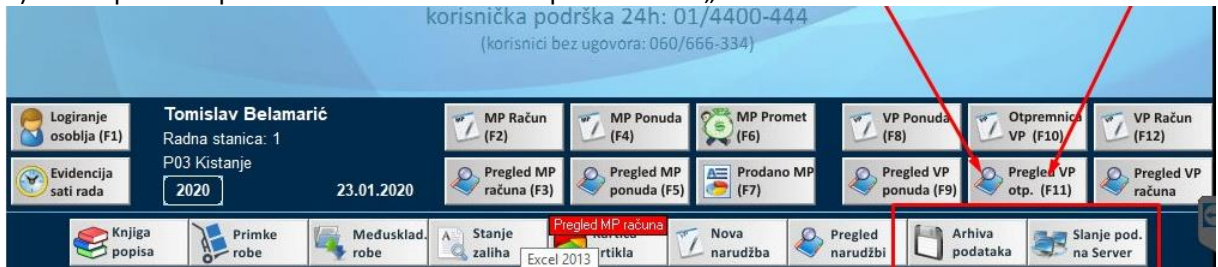 korisnička podrška 24h: 01/4400-444
(korisnici bez ugovora: 060/666-334)
Logiranje
osoblja (F1)
Tomislav Belamarić
Radna stanica: 1
P03 Kistanje
2020
23.01.2020
MP Račun
(F2)
MP Ponuda
(F4)
MP Promet
(F6)
VP Ponuda
(F8)
Otpremnica
VP (F10)
VP Račun
(F12)
Evidencija
sati rada
Pregled MP
računa (F3)
Pregled MP
ponuda (F5)
Prodano MP
(F7)
Pregled VP
ponuda (F9)
Pregled VP
otp. (F11)
Pregled VP
računa
Knjiga
popisa
Primke
robe
Međusklad.
robe
Stanje
zaliha
Pregled MP računa
rtikla
Excel 2013
Nova
narudžba
Pregled
narudžbi
Arhiva
podataka
Slanje pod.
na Server